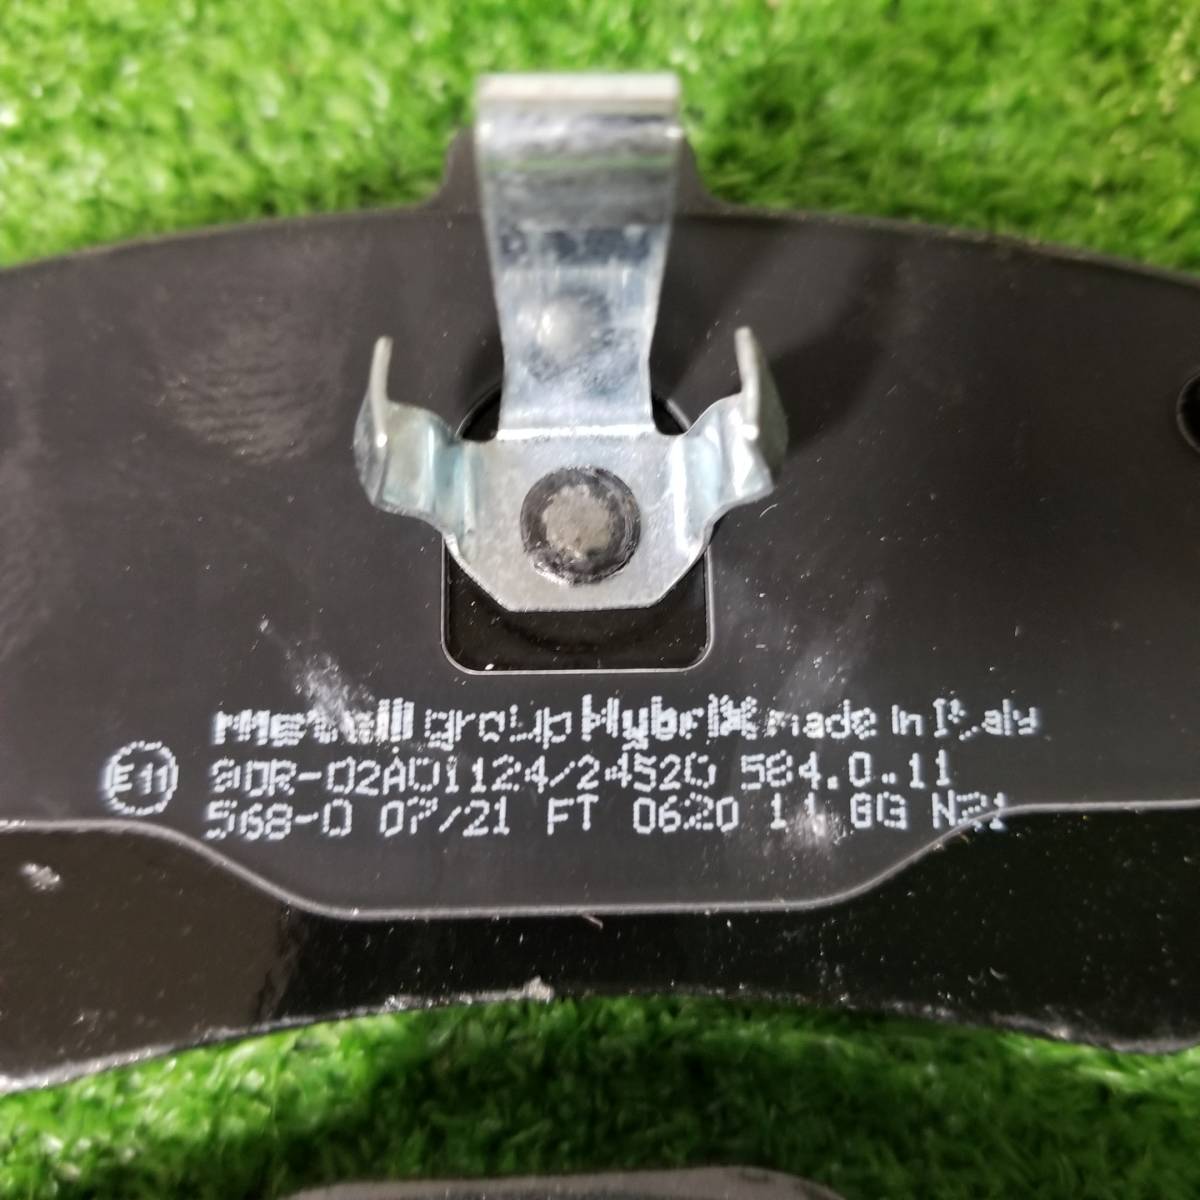 Metelli group HybriX made in Italy
E11 90R-02A01124/24520 584.0..11
568-0 07/21 FT 0620 11 GG N21